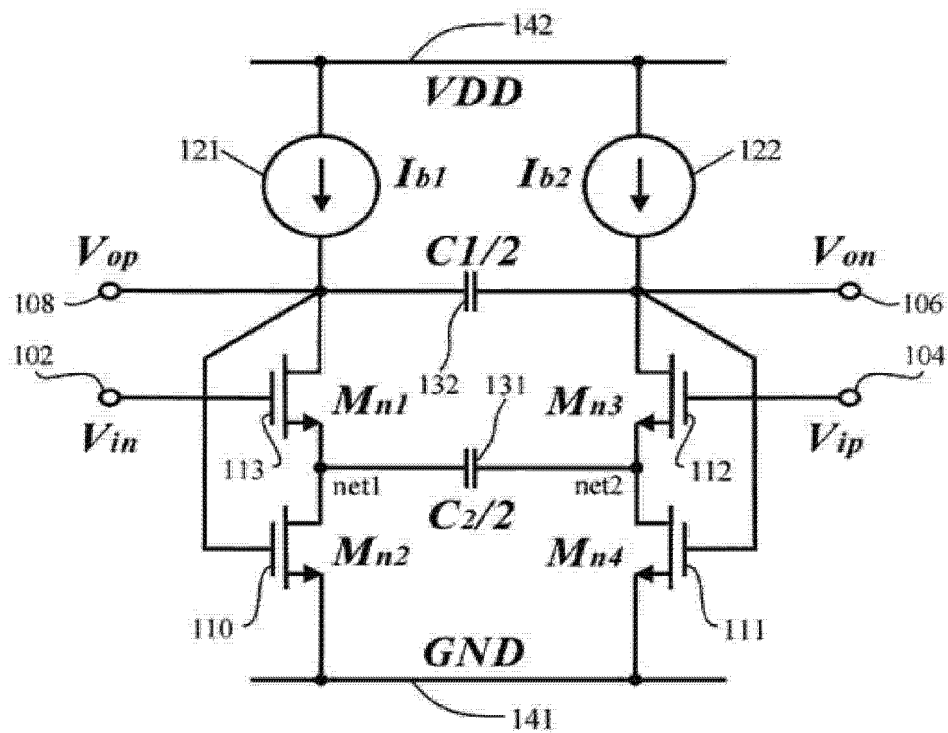 142
VDD
121
Ib1
Ib2
122
Vop
C1/2
Von
108
106
102
132
131
104
Vin
Mn1
Mn3
Vip
113
net1
net2
112
C2/2
Mn2
Mn4
110
111
GND
141